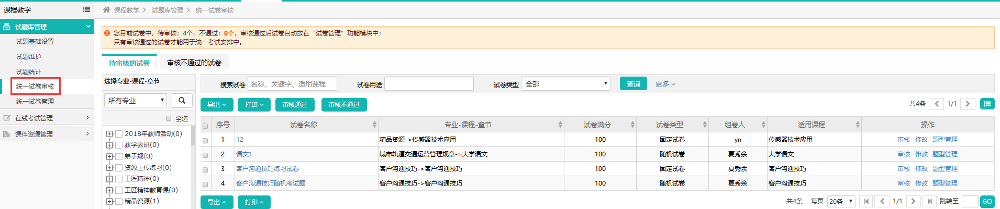 课程教学
课程教学 > 试题库管理 > 统一试卷审核
试题库管理
试题基础设置
试题维护
试题统计
统一试卷审核
统一试卷管理
在线考试管理
课件资源管理
您目前试卷中，待审核：4个，不通过：0个，审核通过后试卷自动放在“试卷管理”功能模块中；
只有审核通过的试卷才能用于统一考试安排中。
待审核的试卷 审核不通过的试卷
选择专业-课程-章节
所有专业
全选
2018年教师活动(0)
教学教研(0)
弟子规(0)
资源上传练习(0)
工匠精神(0)
工匠精神教育课(0)
精品资源(1)
搜索试卷 名称、关键字、适用课程 试卷用途 试卷类型 全部 查询 更多
导出 打印 审核通过 审核不通过 共4条 1/1
序号 试卷名称 专业-课程-章节 试卷满分 试卷类型 组卷人 适用课程 操作
1 12 精品资源->传感器技术应用 100 固定试卷 yn 传感器技术应用 审核 修改 题型管理
2 语文1 城市轨道交通运营管理规章->大学语文 100 随机试卷 夏秀余 大学语文 审核 修改 题型管理
3 客户沟通技巧练习试卷 客户沟通技巧->客户沟通技巧 100 固定试卷 夏秀余 客户沟通技巧 审核 修改 题型管理
4 客户沟通技巧随机考试题 客户沟通技巧->客户沟通技巧 100 随机试卷 夏秀余 客户沟通技巧 审核 修改 题型管理
导出 打印 共4条 每页 20条 1/1 跳转至 GO